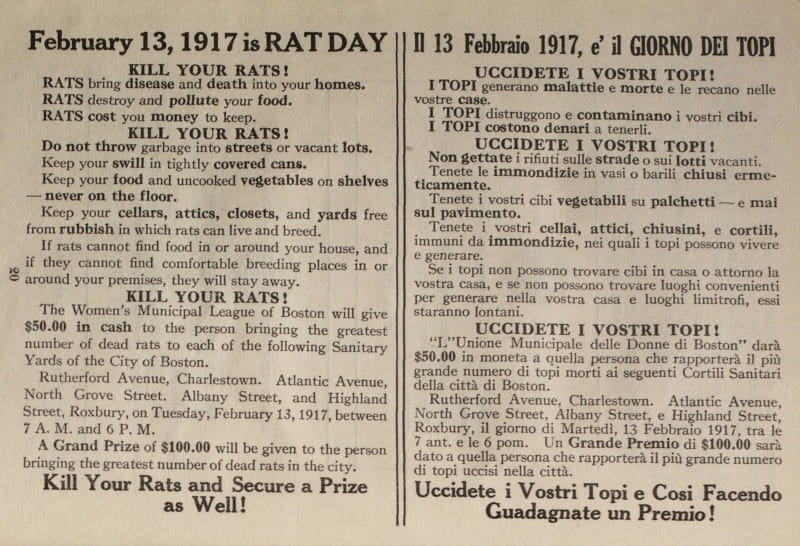 February 13, 1917 is RAT DAY
KILL YOUR RATS!
RATS bring disease and death into your homes.
RATS destroy and pollute your food.
RATS cost you money to keep.
KILL YOUR RATS!
Do not throw garbage into streets or vacant lots.
Keep your swill in tightly covered cans.
Keep your food and uncooked vegetables on shelves
— never on the floor.
Keep your cellars, attics, closets, and yards free
from rubbish in which rats can live and breed.
If rats cannot find food in or around your house, and
if they cannot find comfortable breeding places in or
around your premises, they will stay away.
KILL YOUR RATS!
The Women's Municipal League of Boston will give
$50.00 in cash to the person bringing the greatest
number of dead rats to each of the following Sanitary
Yards of the City of Boston.
Rutherford Avenue, Charlestown. Atlantic Avenue,
North Grove Street. Albany Street, and Highland
Street, Roxbury, on Tuesday, February 13, 1917, between
7 A. M. and 6 P. M.
A Grand Prize of $100.00 will be given to the person
bringing the greatest number of dead rats in the city.
Kill Your Rats and Secure a Prize
as Well!
20
Il 13 Febbraio 1917, e' il GIORNO DEI TOPI
UCCIDETE I VOSTRI TOPI!
I TOPI generano malattie e morte e le recano nelle
vostre case.
I TOPI distruggono e contaminano i vostri cibi.
I TOPI costono denari a tenerli.
UCCIDETE I VOSTRI TOPI!
Non gettate i rifiuti sulle strade o sui lotti vacanti.
Tenete le immondizie in vasi o barili chiusi erme-
ticamente.
Tenete i vostri cibi vegetabili su palchetti — e mai
sul pavimento.
Tenete i vostri cellai, attici, chiusini, e cortili,
immuni da immondizie, nei quali i topi possono vivere
e generare.
Se i topi non possono trovare cibi in casa o attorno la
vostra casa, e se non possono trovare luoghi convenienti
per generare nella vostra casa e luoghi limitrofi, essi
staranno lontani.
UCCIDETE I VOSTRI TOPI!
"L"Unione Municipale delle Donne di Boston" darà
$50.00 in moneta a quella persona che rapporterà il più
grande numero di topi morti ai seguenti Cortili Sanitari
della città di Boston.
Rutherford Avenue, Charlestown. Atlantic Avenue,
North Grove Street, Albany Street, e Highland Street,
Roxbury, il giorno di Martedì, 13 Febbraio 1917, tra le
7 ant. e le 6 pom. Un Grande Premio di $100.00 sarà
dato a quella persona che rapporterà il più grande numero
di topi uccisi nella città.
Uccidete i Vostri Topi e Cosi Facendo
Guadagnate un Premio!